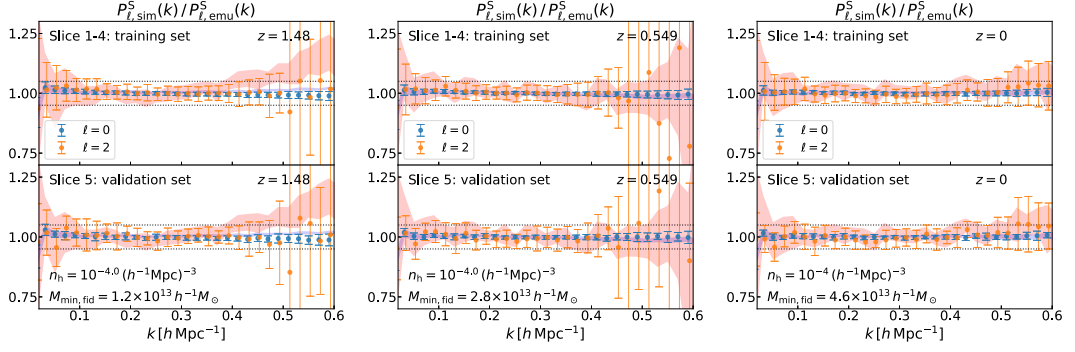 P^S_{ℓ,sim}(k)/P^S_{ℓ,emu}(k) P^S_{ℓ,sim}(k)/P^S_{ℓ,emu}(k) P^S_{ℓ,sim}(k)/P^S_{ℓ,emu}(k)
1.25 Slice 1-4: training set z = 1.48
1.00
0.75
ℓ = 0
ℓ = 2
1.25 Slice 5: validation set z = 1.48
1.00
0.75
n_h = 10^{-4.0} (h^{-1}Mpc)^{-3}
M_{min, fid} = 1.2×10^{13} h^{-1}M_⊙
0.1 0.2 0.3 0.4 0.5 0.6
k [h Mpc^{-1}]
1.25 Slice 1-4: training set z = 0.549
1.00
0.75
ℓ = 0
ℓ = 2
1.25 Slice 5: validation set z = 0.549
1.00
0.75
n_h = 10^{-4.0} (h^{-1}Mpc)^{-3}
M_{min, fid} = 2.8×10^{13} h^{-1}M_⊙
0.1 0.2 0.3 0.4 0.5 0.6
k [h Mpc^{-1}]
1.25 Slice 1-4: training set z = 0
1.00
0.75
ℓ = 0
ℓ = 2
1.25 Slice 5: validation set z = 0
1.00
0.75
n_h = 10^{-4} (h^{-1}Mpc)^{-3}
M_{min, fid} = 4.6×10^{13} h^{-1}M_⊙
0.1 0.2 0.3 0.4 0.5 0.6
k [h Mpc^{-1}]